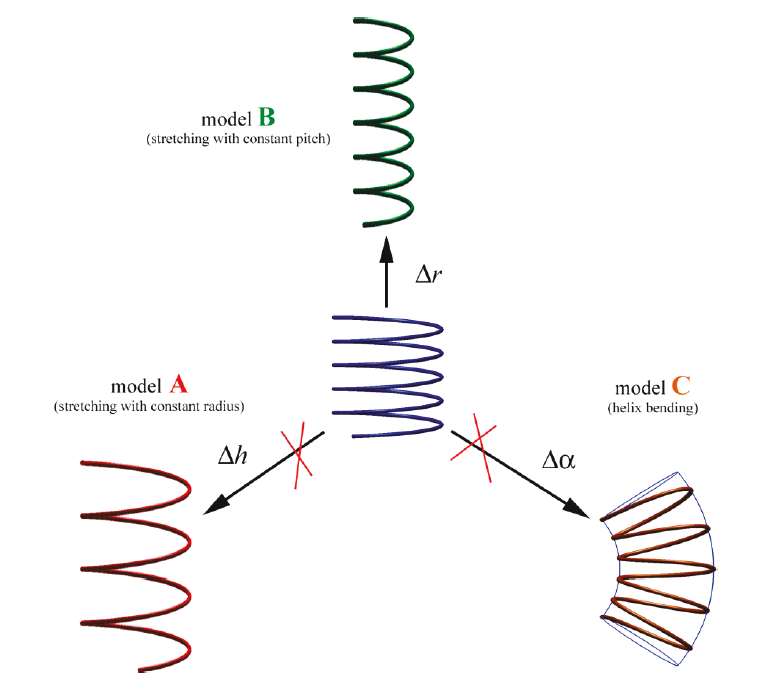 model B
(stretching with constant pitch)
Δr
model A
(stretching with constant radius)
model C
(helix bending)
Δh
Δα